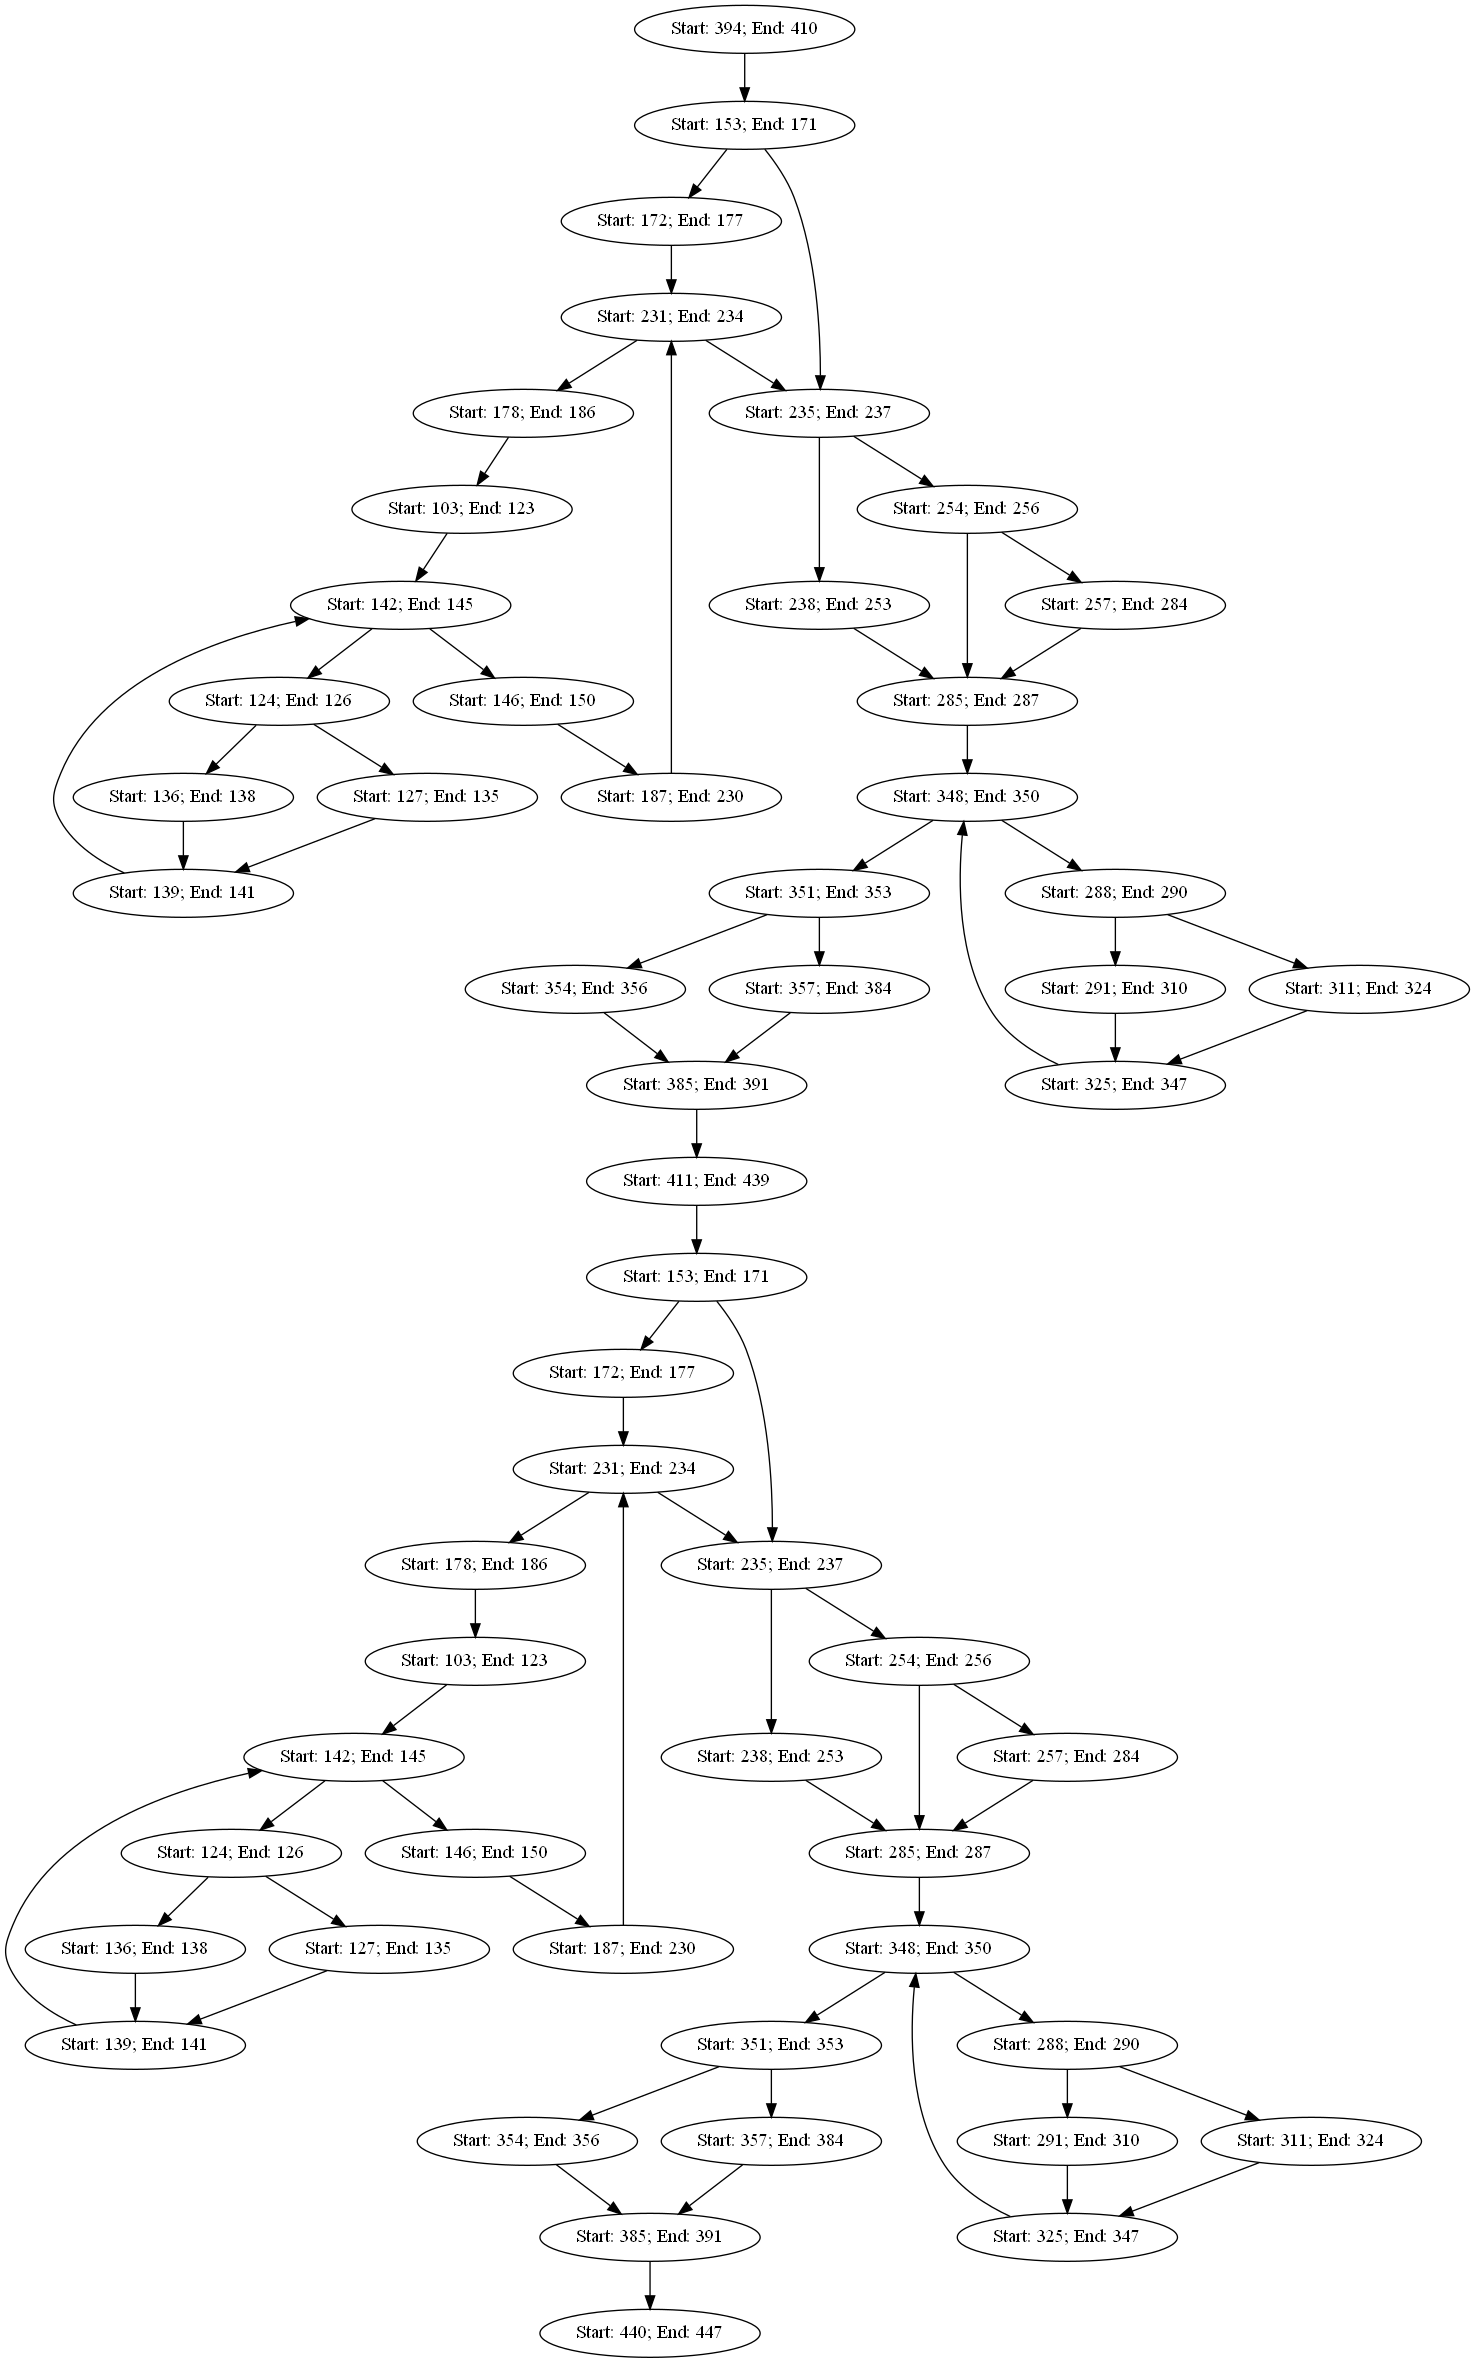 Start: 394; End: 410
Start: 153; End: 171
Start: 172; End: 177
Start: 231; End: 234
Start: 178; End: 186
Start: 235; End: 237
Start: 103; End: 123
Start: 254; End: 256
Start: 142; End: 145
Start: 238; End: 253
Start: 257; End: 284
Start: 124; End: 126
Start: 146; End: 150
Start: 285; End: 287
Start: 136; End: 138
Start: 127; End: 135
Start: 187; End: 230
Start: 348; End: 350
Start: 139; End: 141
Start: 351; End: 353
Start: 288; End: 290
Start: 354; End: 356
Start: 357; End: 384
Start: 291; End: 310
Start: 311; End: 324
Start: 385; End: 391
Start: 325; End: 347
Start: 411; End: 439
Start: 153; End: 171
Start: 172; End: 177
Start: 231; End: 234
Start: 178; End: 186
Start: 235; End: 237
Start: 103; End: 123
Start: 254; End: 256
Start: 142; End: 145
Start: 238; End: 253
Start: 257; End: 284
Start: 124; End: 126
Start: 146; End: 150
Start: 285; End: 287
Start: 136; End: 138
Start: 127; End: 135
Start: 187; End: 230
Start: 348; End: 350
Start: 139; End: 141
Start: 351; End: 353
Start: 288; End: 290
Start: 354; End: 356
Start: 357; End: 384
Start: 291; End: 310
Start: 311; End: 324
Start: 385; End: 391
Start: 325; End: 347
Start: 440; End: 447